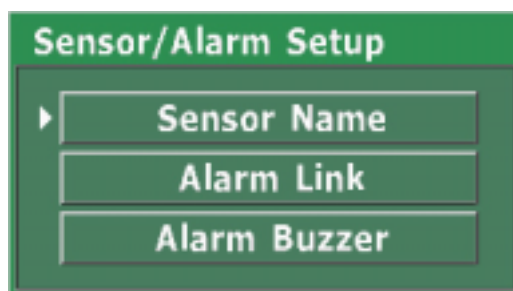 Sensor/Alarm Setup
Sensor Name
Alarm Link
Alarm Buzzer